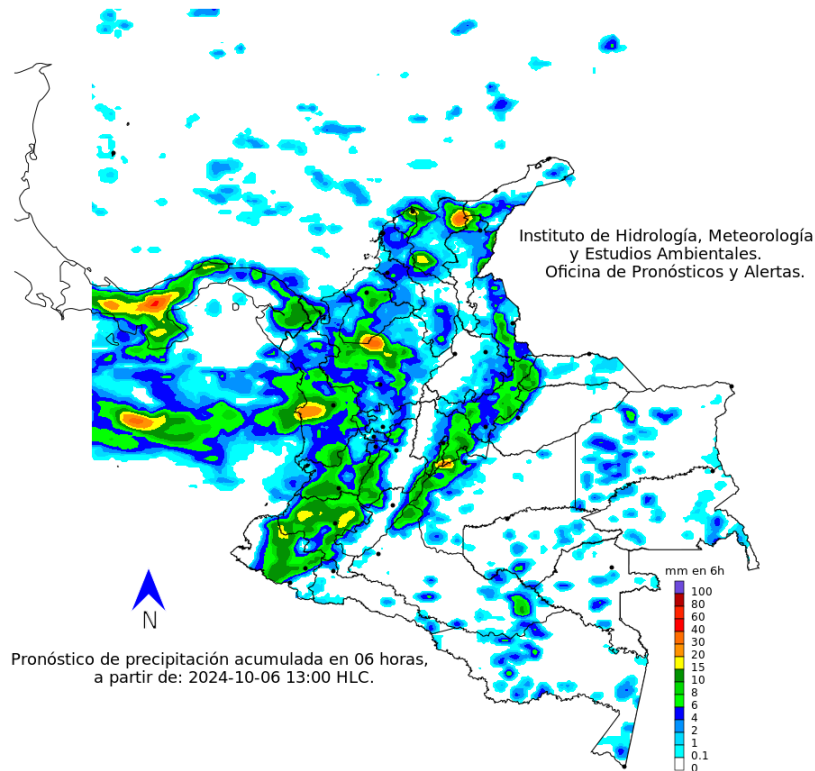 Instituto de Hidrología, Meteorología
y Estudios Ambientales.
Oficina de Pronósticos y Alertas.
mm en 6h
100
80
60
40
30
20
15
10
8
6
4
2
1
0.1
0
N
Pronóstico de precipitación acumulada en 06 horas,
a partir de: 2024-10-06 13:00 HLC.